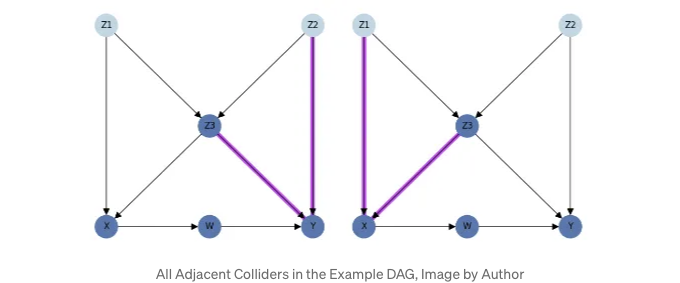 Z1 Z2 Z1 Z2
Z3 Z3
X W Y X W Y
All Adjacent Colliders in the Example DAG, Image by Author